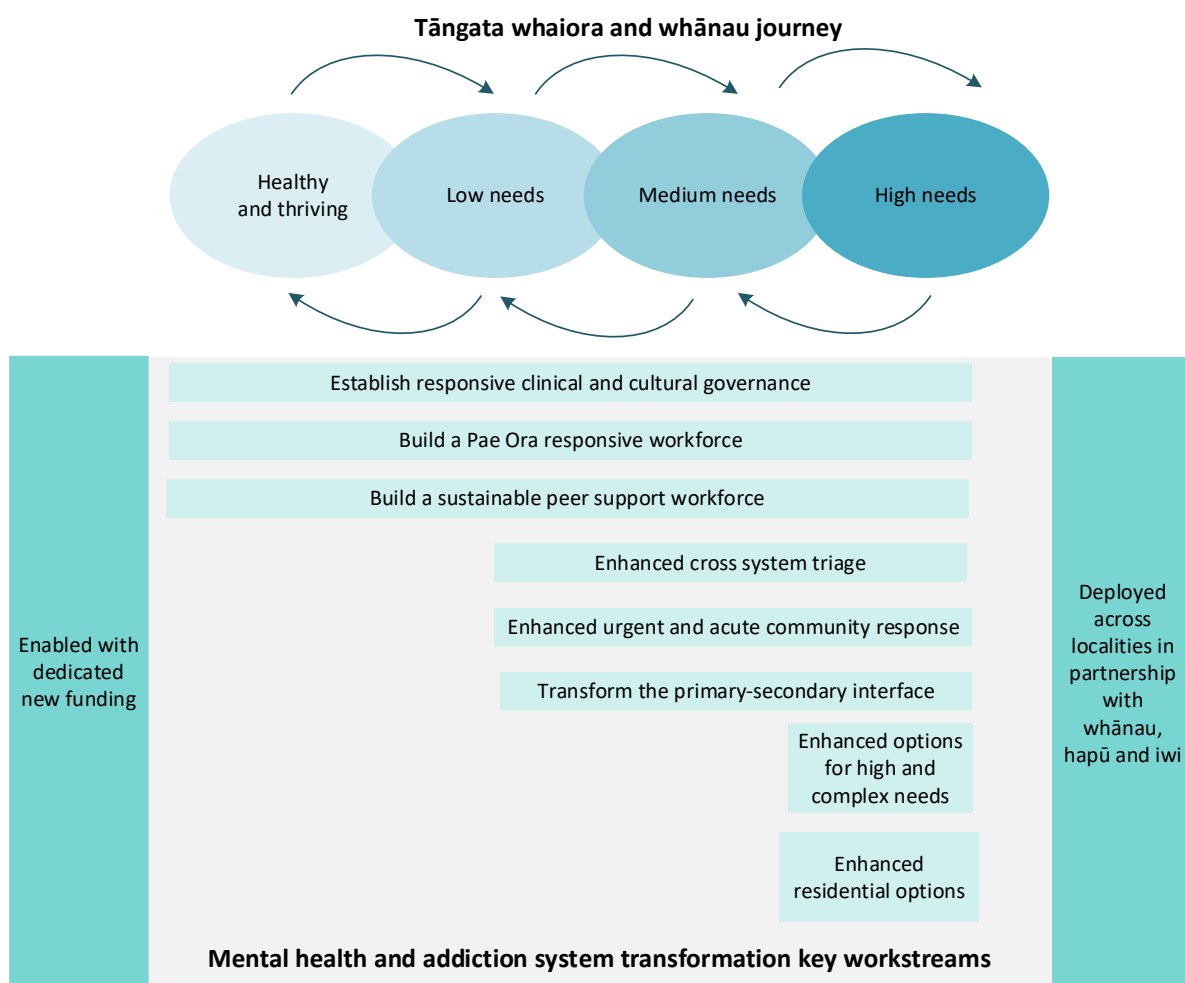 Tāngata whaiora and whānau journey
Healthy
and thriving
Low needs
Medium needs
High needs
Establish responsive clinical and cultural governance
Build a Pae Ora responsive workforce
Build a sustainable peer support workforce
Enhanced cross system triage
Enhanced urgent and acute community response
Transform the primary-secondary interface
Enhanced options
for high and
complex needs
Enhanced
residential options
Enabled with
dedicated
new funding
Deployed
across
localities in
partnership
with
whānau,
hapū and iwi
Mental health and addiction system transformation key workstreams